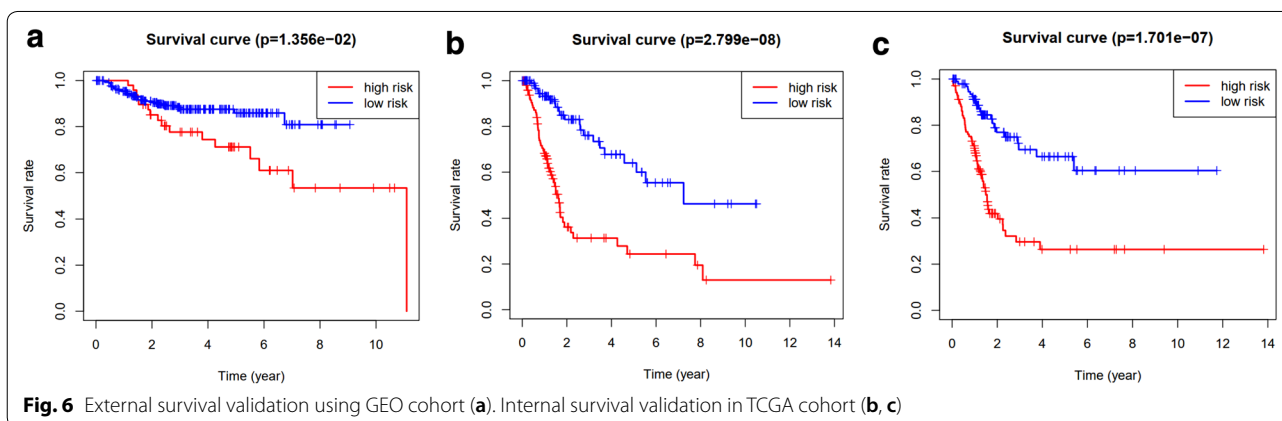 a
Survival curve (p=1.356e−02)
high risk
low risk
Survival rate
1.0
0.8
0.6
0.4
0.2
0.0
0 2 4 6 8 10
Time (year)
b
Survival curve (p=2.799e−08)
high risk
low risk
Survival rate
1.0
0.8
0.6
0.4
0.2
0.0
0 2 4 6 8 10 12 14
Time (year)
c
Survival curve (p=1.701e−07)
high risk
low risk
Survival rate
1.0
0.8
0.6
0.4
0.2
0.0
0 2 4 6 8 10 12 14
Time (year)
Fig. 6 External survival validation using GEO cohort (a). Internal survival validation in TCGA cohort (b, c)